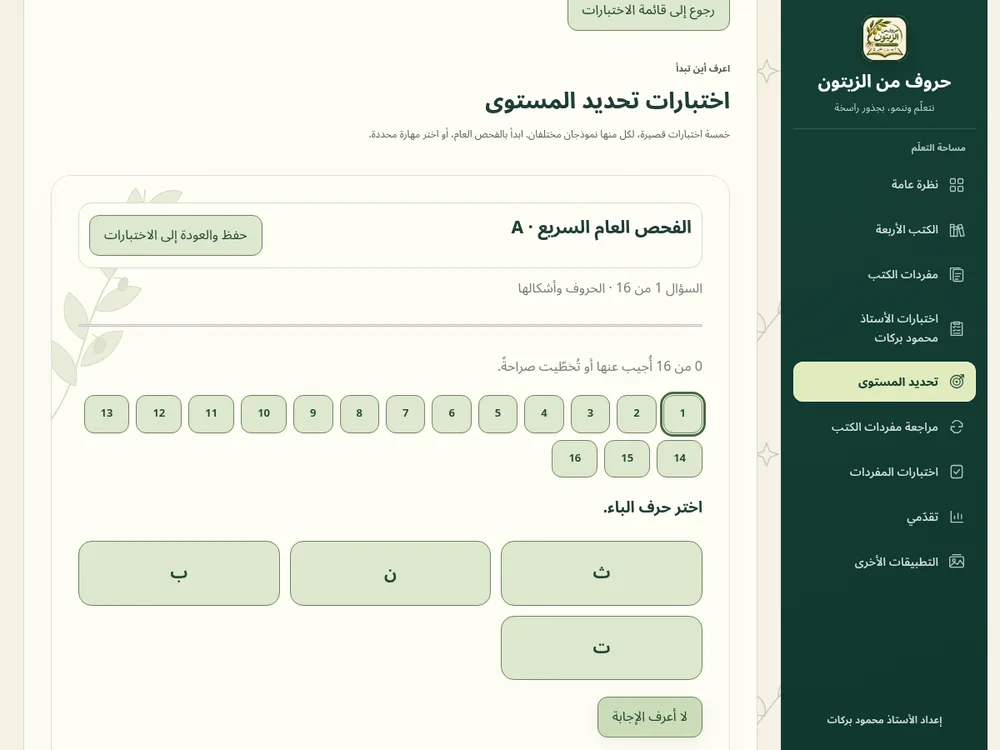 حروف من الزيتون
نتعلّم وننمو، بجذور راسخة
مساحة التعلّم
نظرة عامة
الكتب الأربعة
مفردات الكتب
اختبارات الأستاذ
محمود بركات
تحديد المستوى
مراجعة مفردات الكتب
اختبارات المفردات
تقدّمي
التطبيقات الأخرى
إعداد الأستاذ محمود بركات
رجوع إلى قائمة الاختبارات
اعرف أين تبدأ
اختبارات تحديد المستوى
خمسة اختبارات قصيرة، لكل منها نموذجان مختلفان. ابدأ بالفحص العام، أو اختر مهارة محددة.
الفحص العام السريع · A
حفظ والعودة إلى الاختبارات
السؤال 1 من 16 · الحروف وأشكالها
0 من 16 أُجيب عنها أو تُخطّيت صراحةً.
1 2 3 4 5 6 7 8 9 10 11 12 13
14 15 16
اختر حرف الباء.
ث ن ب
ت
لا أعرف الإجابة